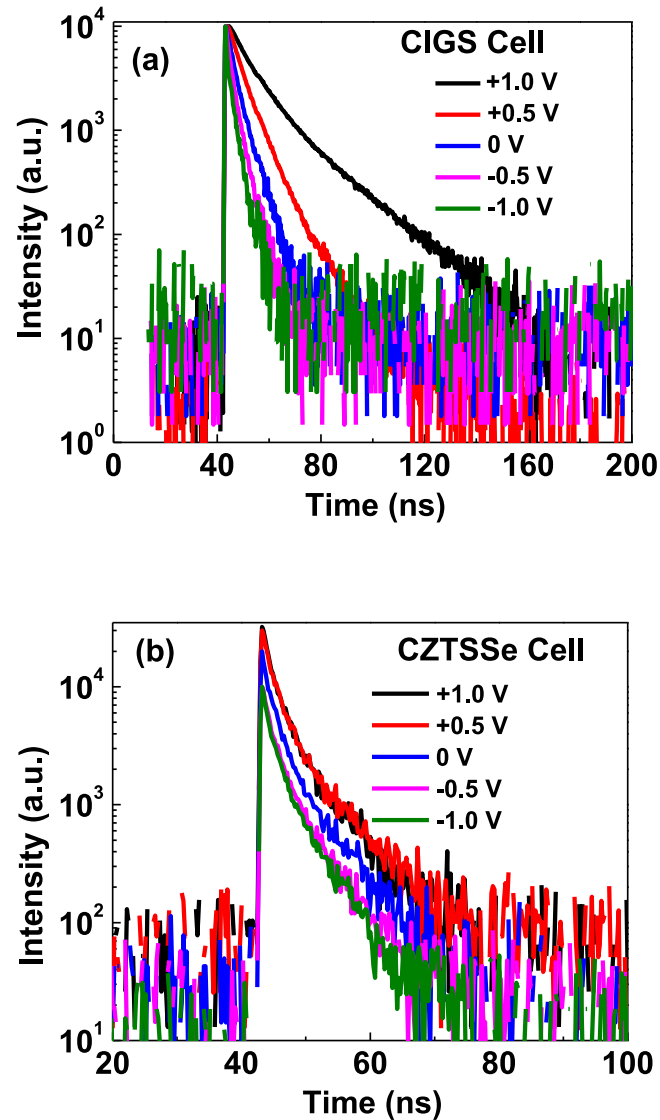 (a)
CIGS Cell
+1.0 V
+0.5 V
0 V
-0.5 V
-1.0 V
Intensity (a.u.)
10^4
10^3
10^2
10^1
10^0
0 40 80 120 160 200
Time (ns)
(b)
CZTSSe Cell
+1.0 V
+0.5 V
0 V
-0.5 V
-1.0 V
Intensity (a.u.)
10^4
10^3
10^2
10^1
20 40 60 80 100
Time (ns)